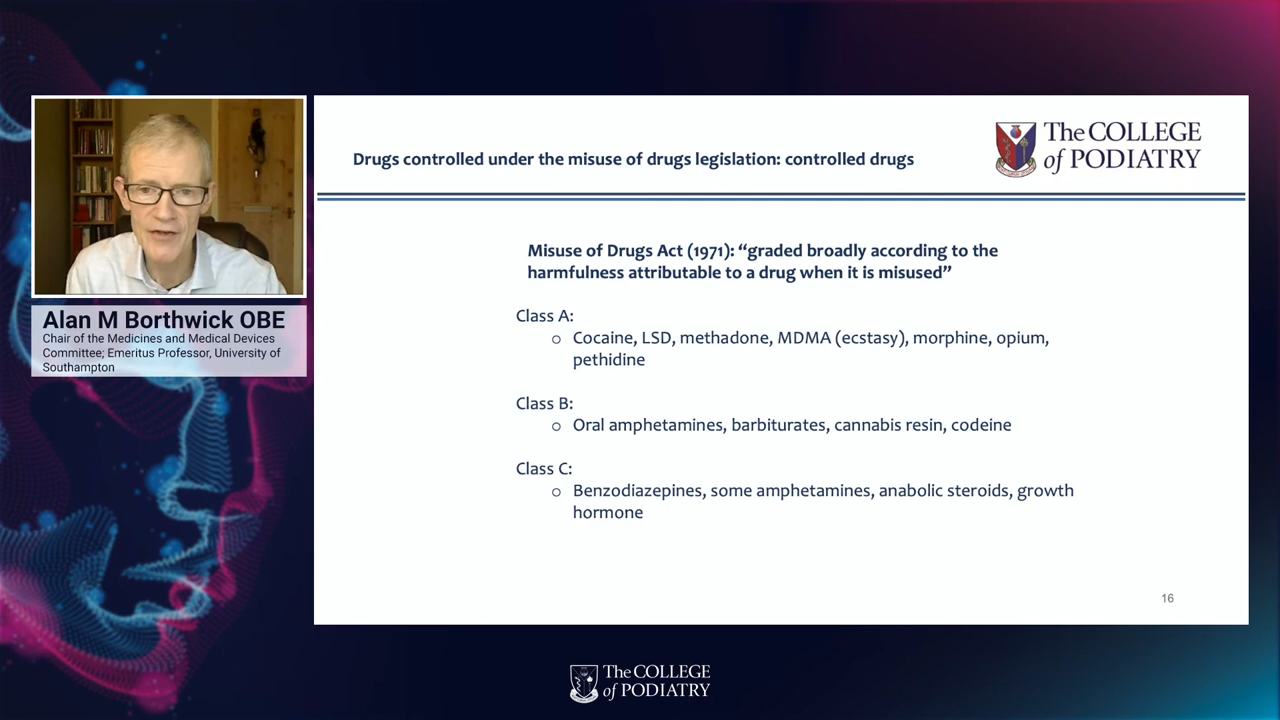 Drugs controlled under the misuse of drugs legislation: controlled drugs
The COLLEGE
of PODIATRY
Alan M Borthwick OBE
Chair of the Medicines and Medical Devices
Committee; Emeritus Professor, University of
Southampton
Misuse of Drugs Act (1971): “graded broadly according to the
harmfulness attributable to a drug when it is misused”
Class A:
o Cocaine, LSD, methadone, MDMA (ecstasy), morphine, opium,
pethidine
Class B:
o Oral amphetamines, barbiturates, cannabis resin, codeine
Class C:
o Benzodiazepines, some amphetamines, anabolic steroids, growth
hormone
16
The COLLEGE
of PODIATRY